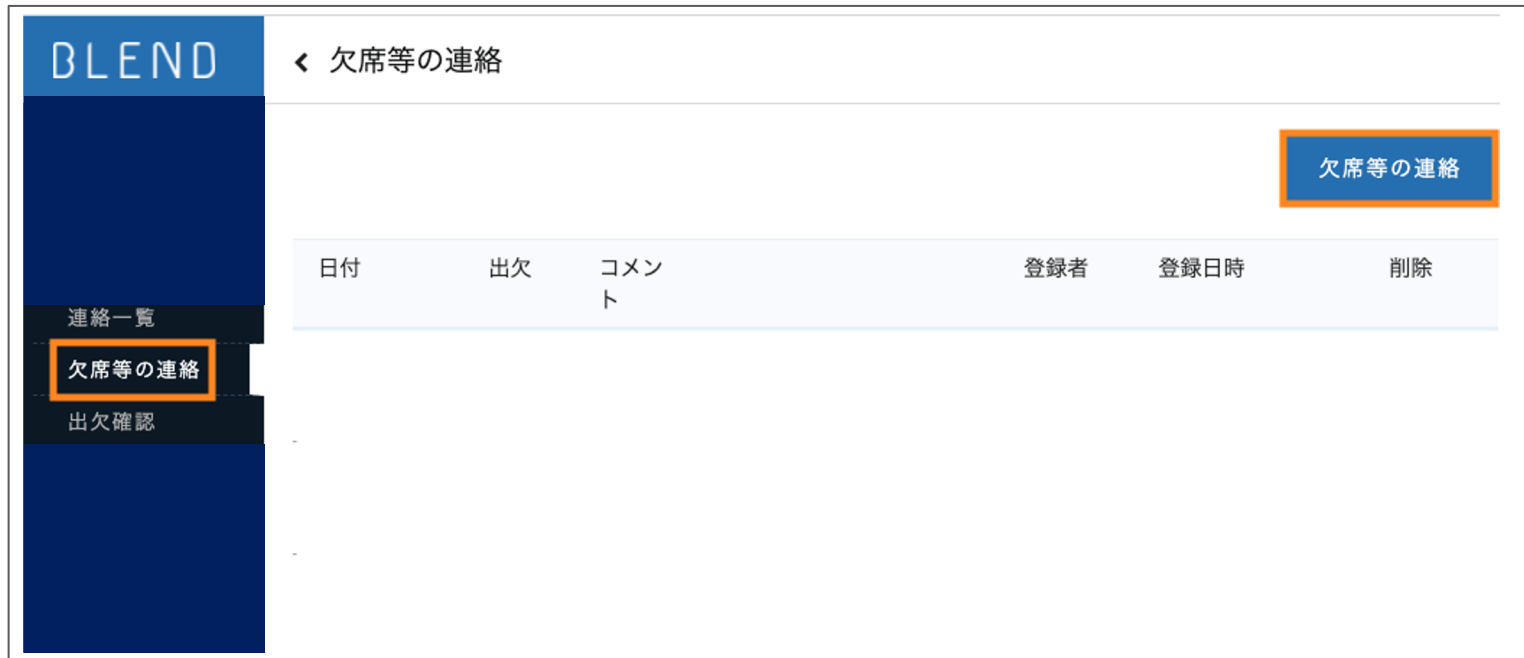 BLEND
欠席等の連絡
欠席等の連絡
日付 出欠 コメン 登録者 登録日時 削除
ト
連絡一覧
欠席等の連絡
出欠確認
-
-